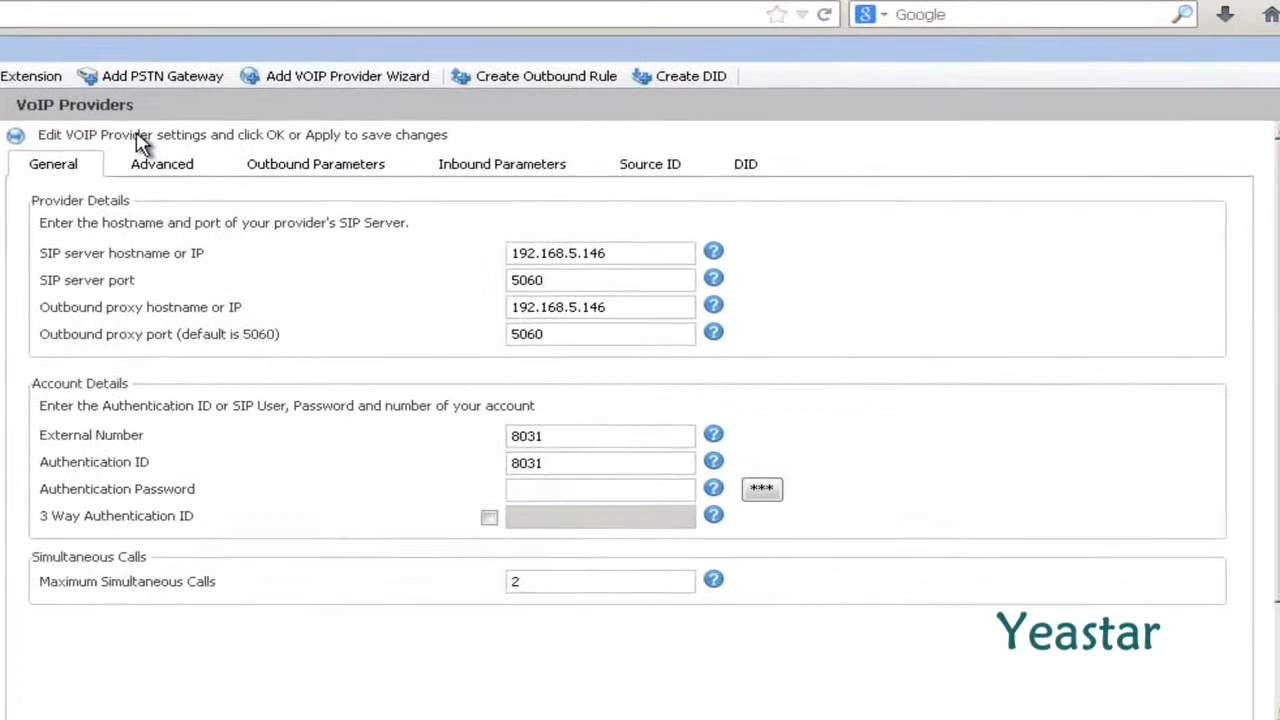 Google
Extension Add PSTN Gateway Add VOIP Provider Wizard Create Outbound Rule Create DID
VoIP Providers
Edit VOIP Provider settings and click OK or Apply to save changes
General Advanced Outbound Parameters Inbound Parameters Source ID DID
Provider Details
Enter the hostname and port of your provider's SIP Server.
SIP server hostname or IP 192.168.5.146
SIP server port 5060
Outbound proxy hostname or IP 192.168.5.146
Outbound proxy port (default is 5060) 5060
Account Details
Enter the Authentication ID or SIP User, Password and number of your account
External Number 8031
Authentication ID 8031
Authentication Password ***
3 Way Authentication ID
Simultaneous Calls
Maximum Simultaneous Calls 2
Yeastar